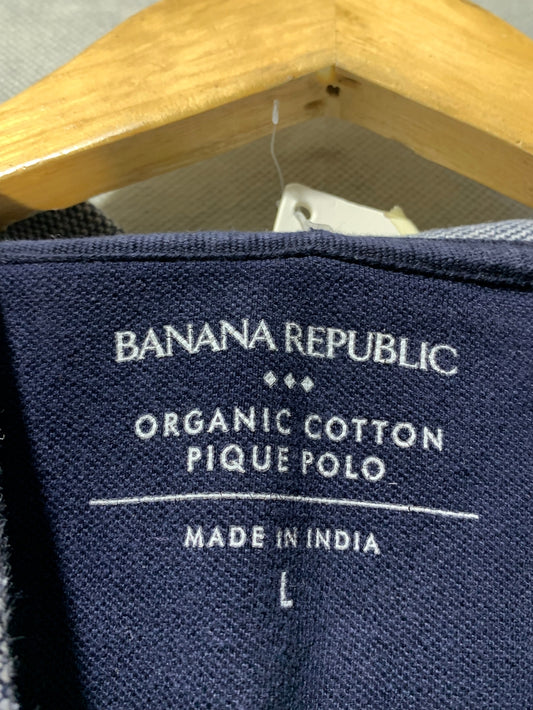 BANANA REPUBLIC
ORGANIC COTTON
PIQUE POLO
MADE IN INDIA
L